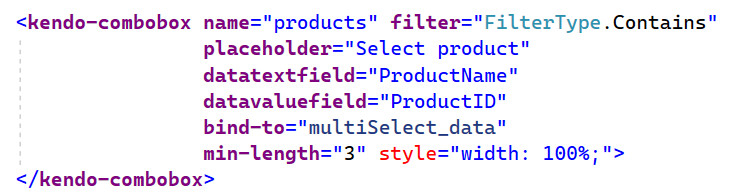 <kendo-combobox name="products" filter="FilterType.Contains"
placeholder="Select product"
datatextfield="ProductName"
datavaluefield="ProductID"
bind-to="multiSelect_data"
min-length="3" style="width: 100%;">
</kendo-combobox>